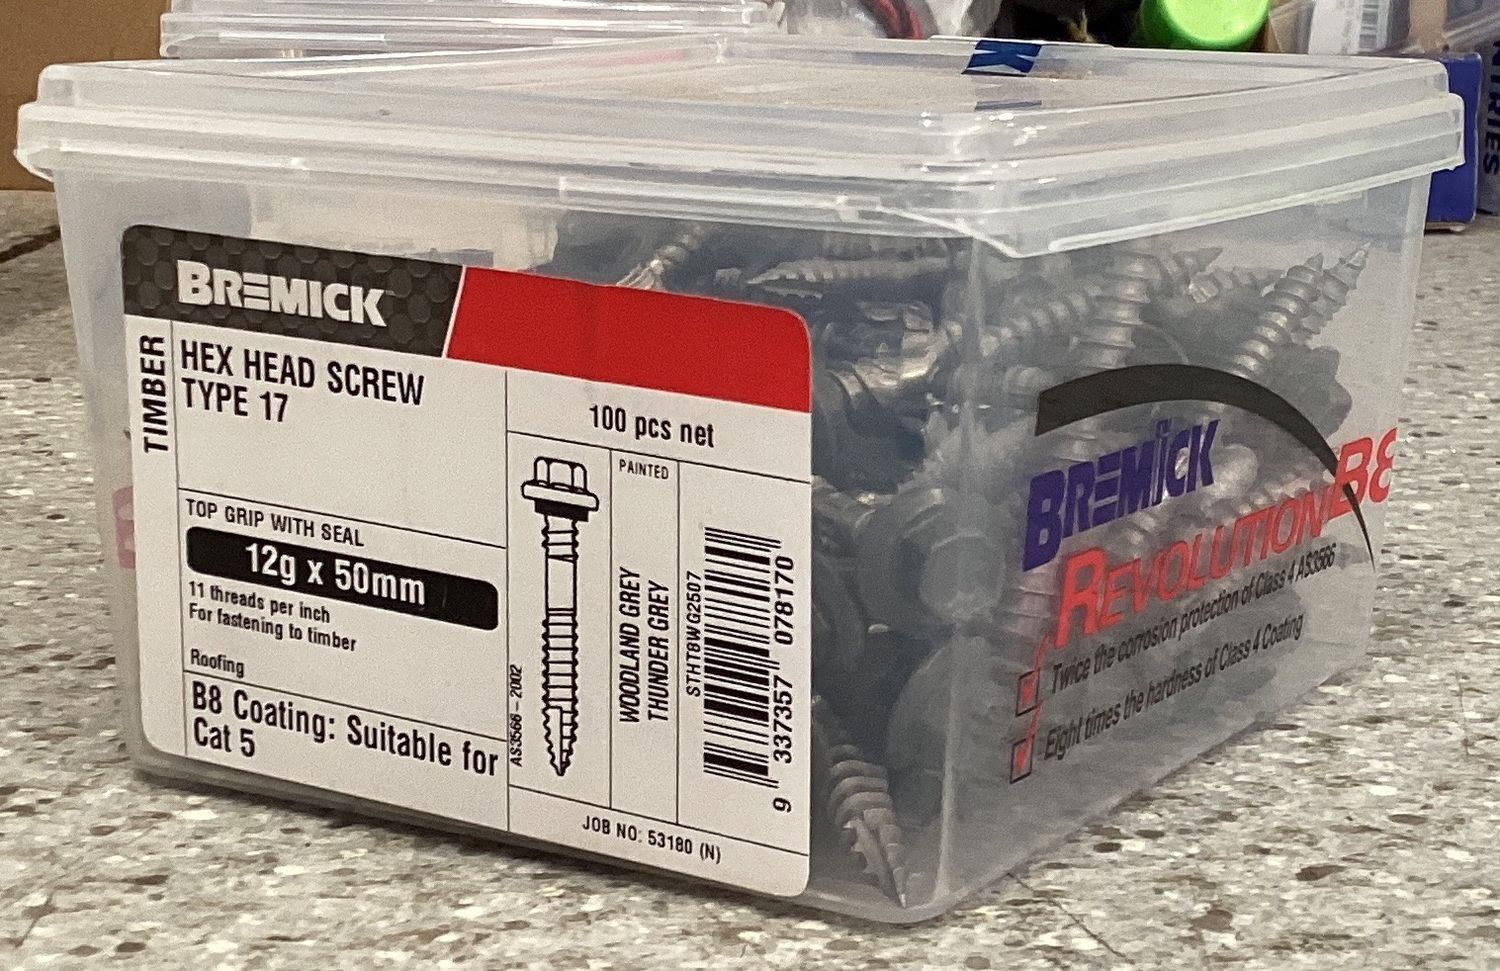 BREMICK
TIMBER
HEX HEAD SCREW
TYPE 17
100 pcs net
TOP GRIP WITH SEAL
12g x 50mm
11 threads per inch
For fastening to timber
Roofing
B8 Coating: Suitable for
Cat 5
AS3566 – 2002
PAINTED
WOODLAND GREY
THUNDER GREY
STHT8WG2507
9 337357 078170
JOB NO: 53180 (N)
BREMICK
REVOLUTIONB8
Twice the corrosion protection of Class 4 AS3566
Eight times the hardness of Class 4 Coating
NTRIES